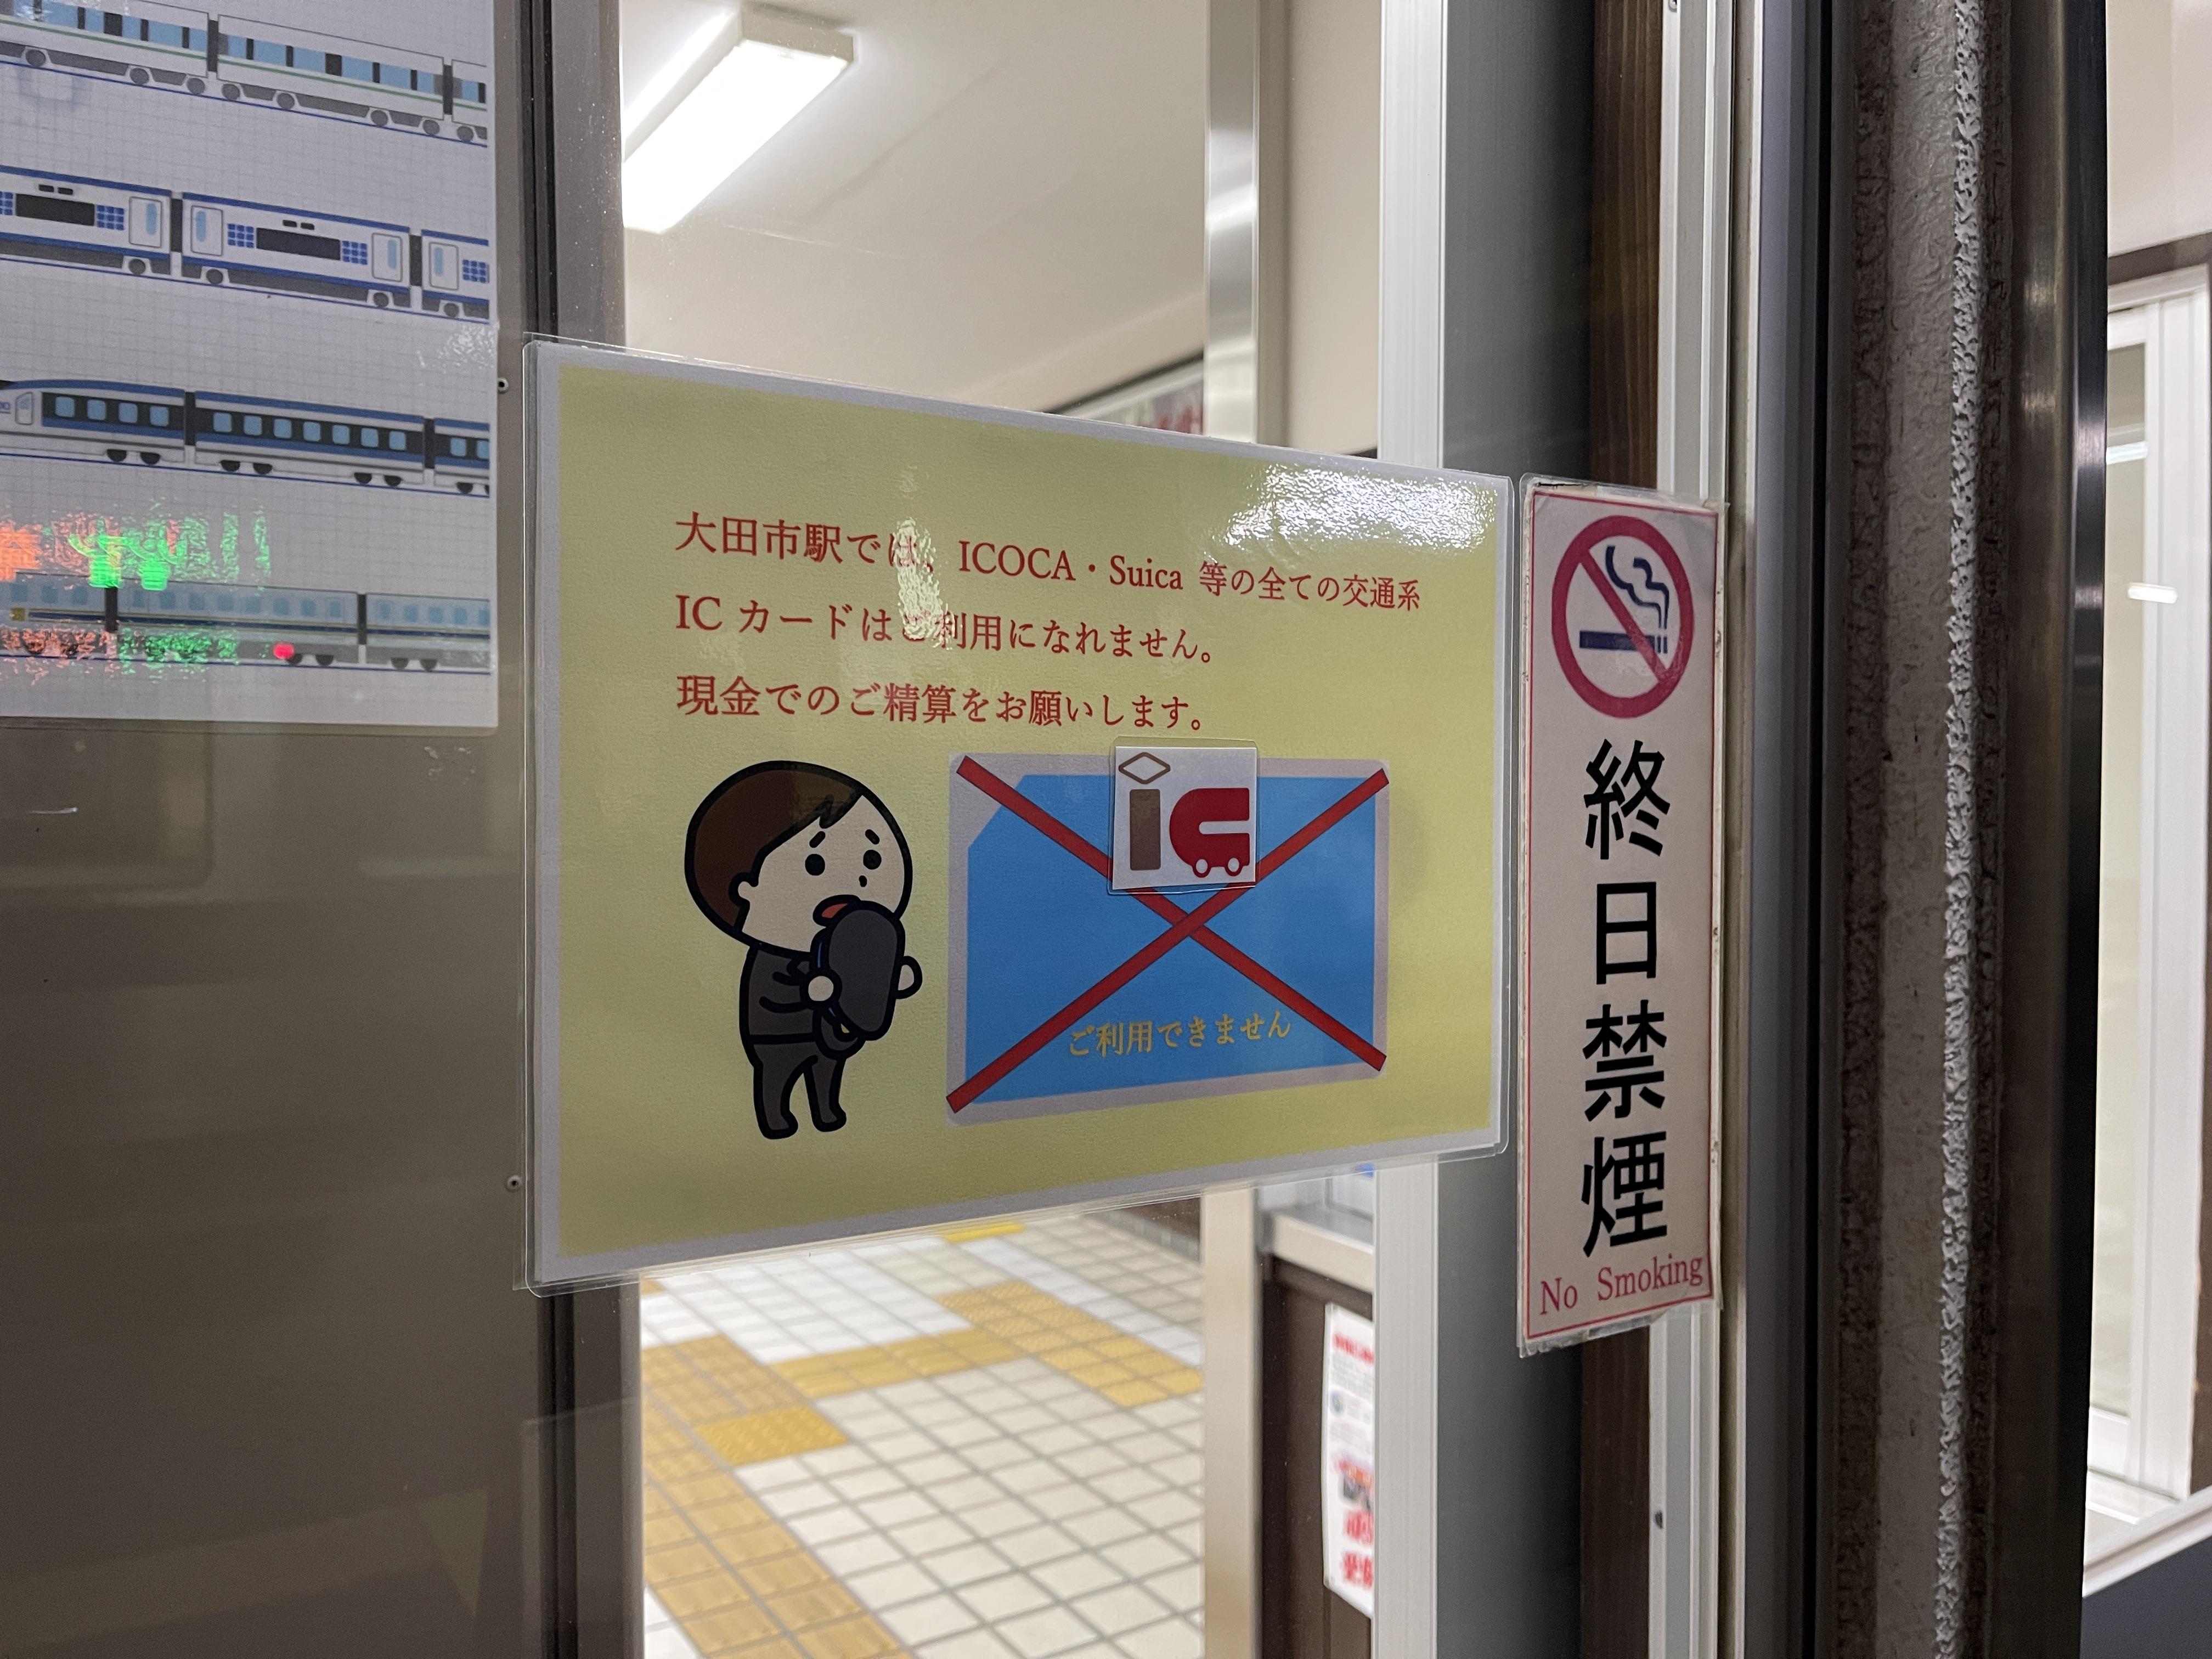 大田市駅では、ICOCA・Suica 等の全ての交通系
IC カードはご利用になれません。
現金でのご精算をお願いします。
IC
ご利用できません
終日禁煙
No Smoking